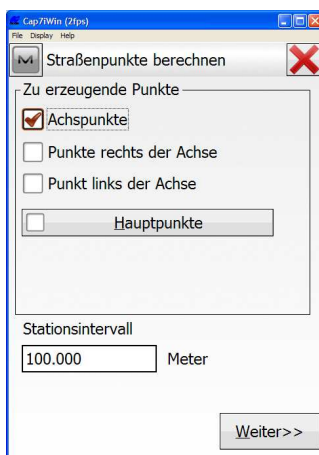 Cap7iWin (2fps)
File Display Help
M Straßenpunkte berechnen
Zu erzeugende Punkte
Achspunkte
Punkte rechts der Achse
Punkt links der Achse
Hauptpunkte
Stationsintervall
100.000 Meter
Weiter>>